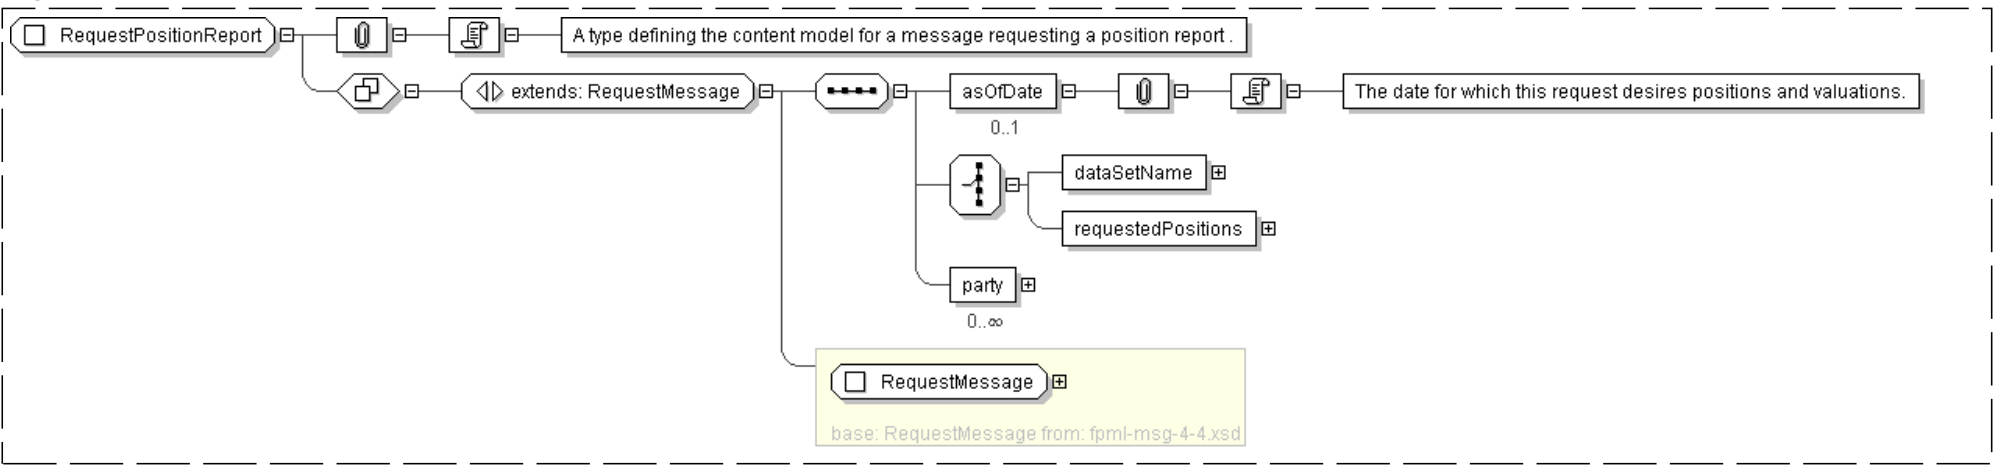 RequestPositionReport
A type defining the content model for a message requesting a position report .
extends: RequestMessage
asOfDate
The date for which this request desires positions and valuations.
0..1
dataSetName
requestedPositions
party
0..∞
RequestMessage
base: RequestMessage from: fpml-msg-4-4.xsd